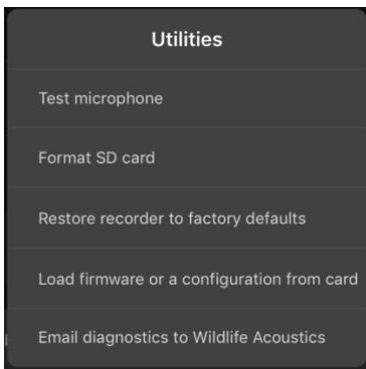 Utilities
Test microphone
Format SD card
Restore recorder to factory defaults
Load firmware or a configuration from card
Email diagnostics to Wildlife Acoustics